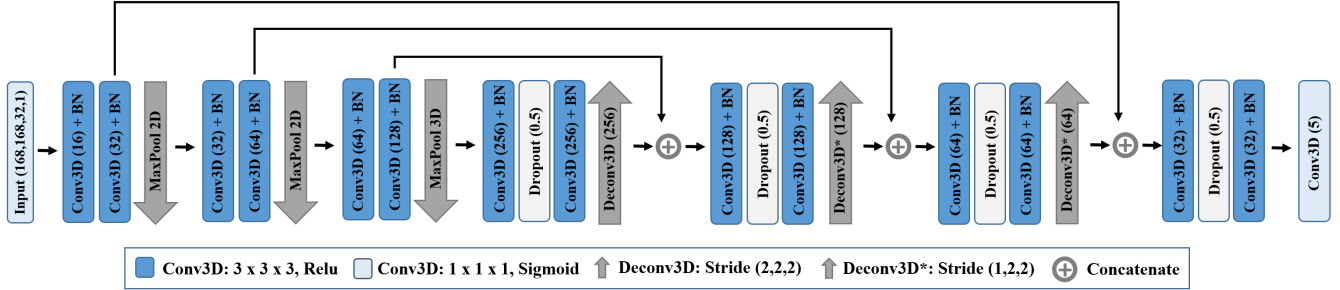 Input (168,168,32,1)
Conv3D (16) + BN
Conv3D (32) + BN
MaxPool 2D
Conv3D (32) + BN
Conv3D (64) + BN
MaxPool 2D
Conv3D (64) + BN
Conv3D (128) + BN
MaxPool 3D
Conv3D (256) + BN
Dropout (0.5)
Conv3D (256) + BN
Deconv3D (256)
Conv3D (128) + BN
Dropout (0.5)
Conv3D (128) + BN
Deconv3D* (128)
Conv3D (64) + BN
Dropout (0.5)
Conv3D (64) + BN
Deconv3D* (64)
Conv3D (32) + BN
Dropout (0.5)
Conv3D (32) + BN
Conv3D (5)
Conv3D: 3 x 3 x 3, Relu
Conv3D: 1 x 1 x 1, Sigmoid
Deconv3D: Stride (2,2,2)
Deconv3D*: Stride (1,2,2)
Concatenate